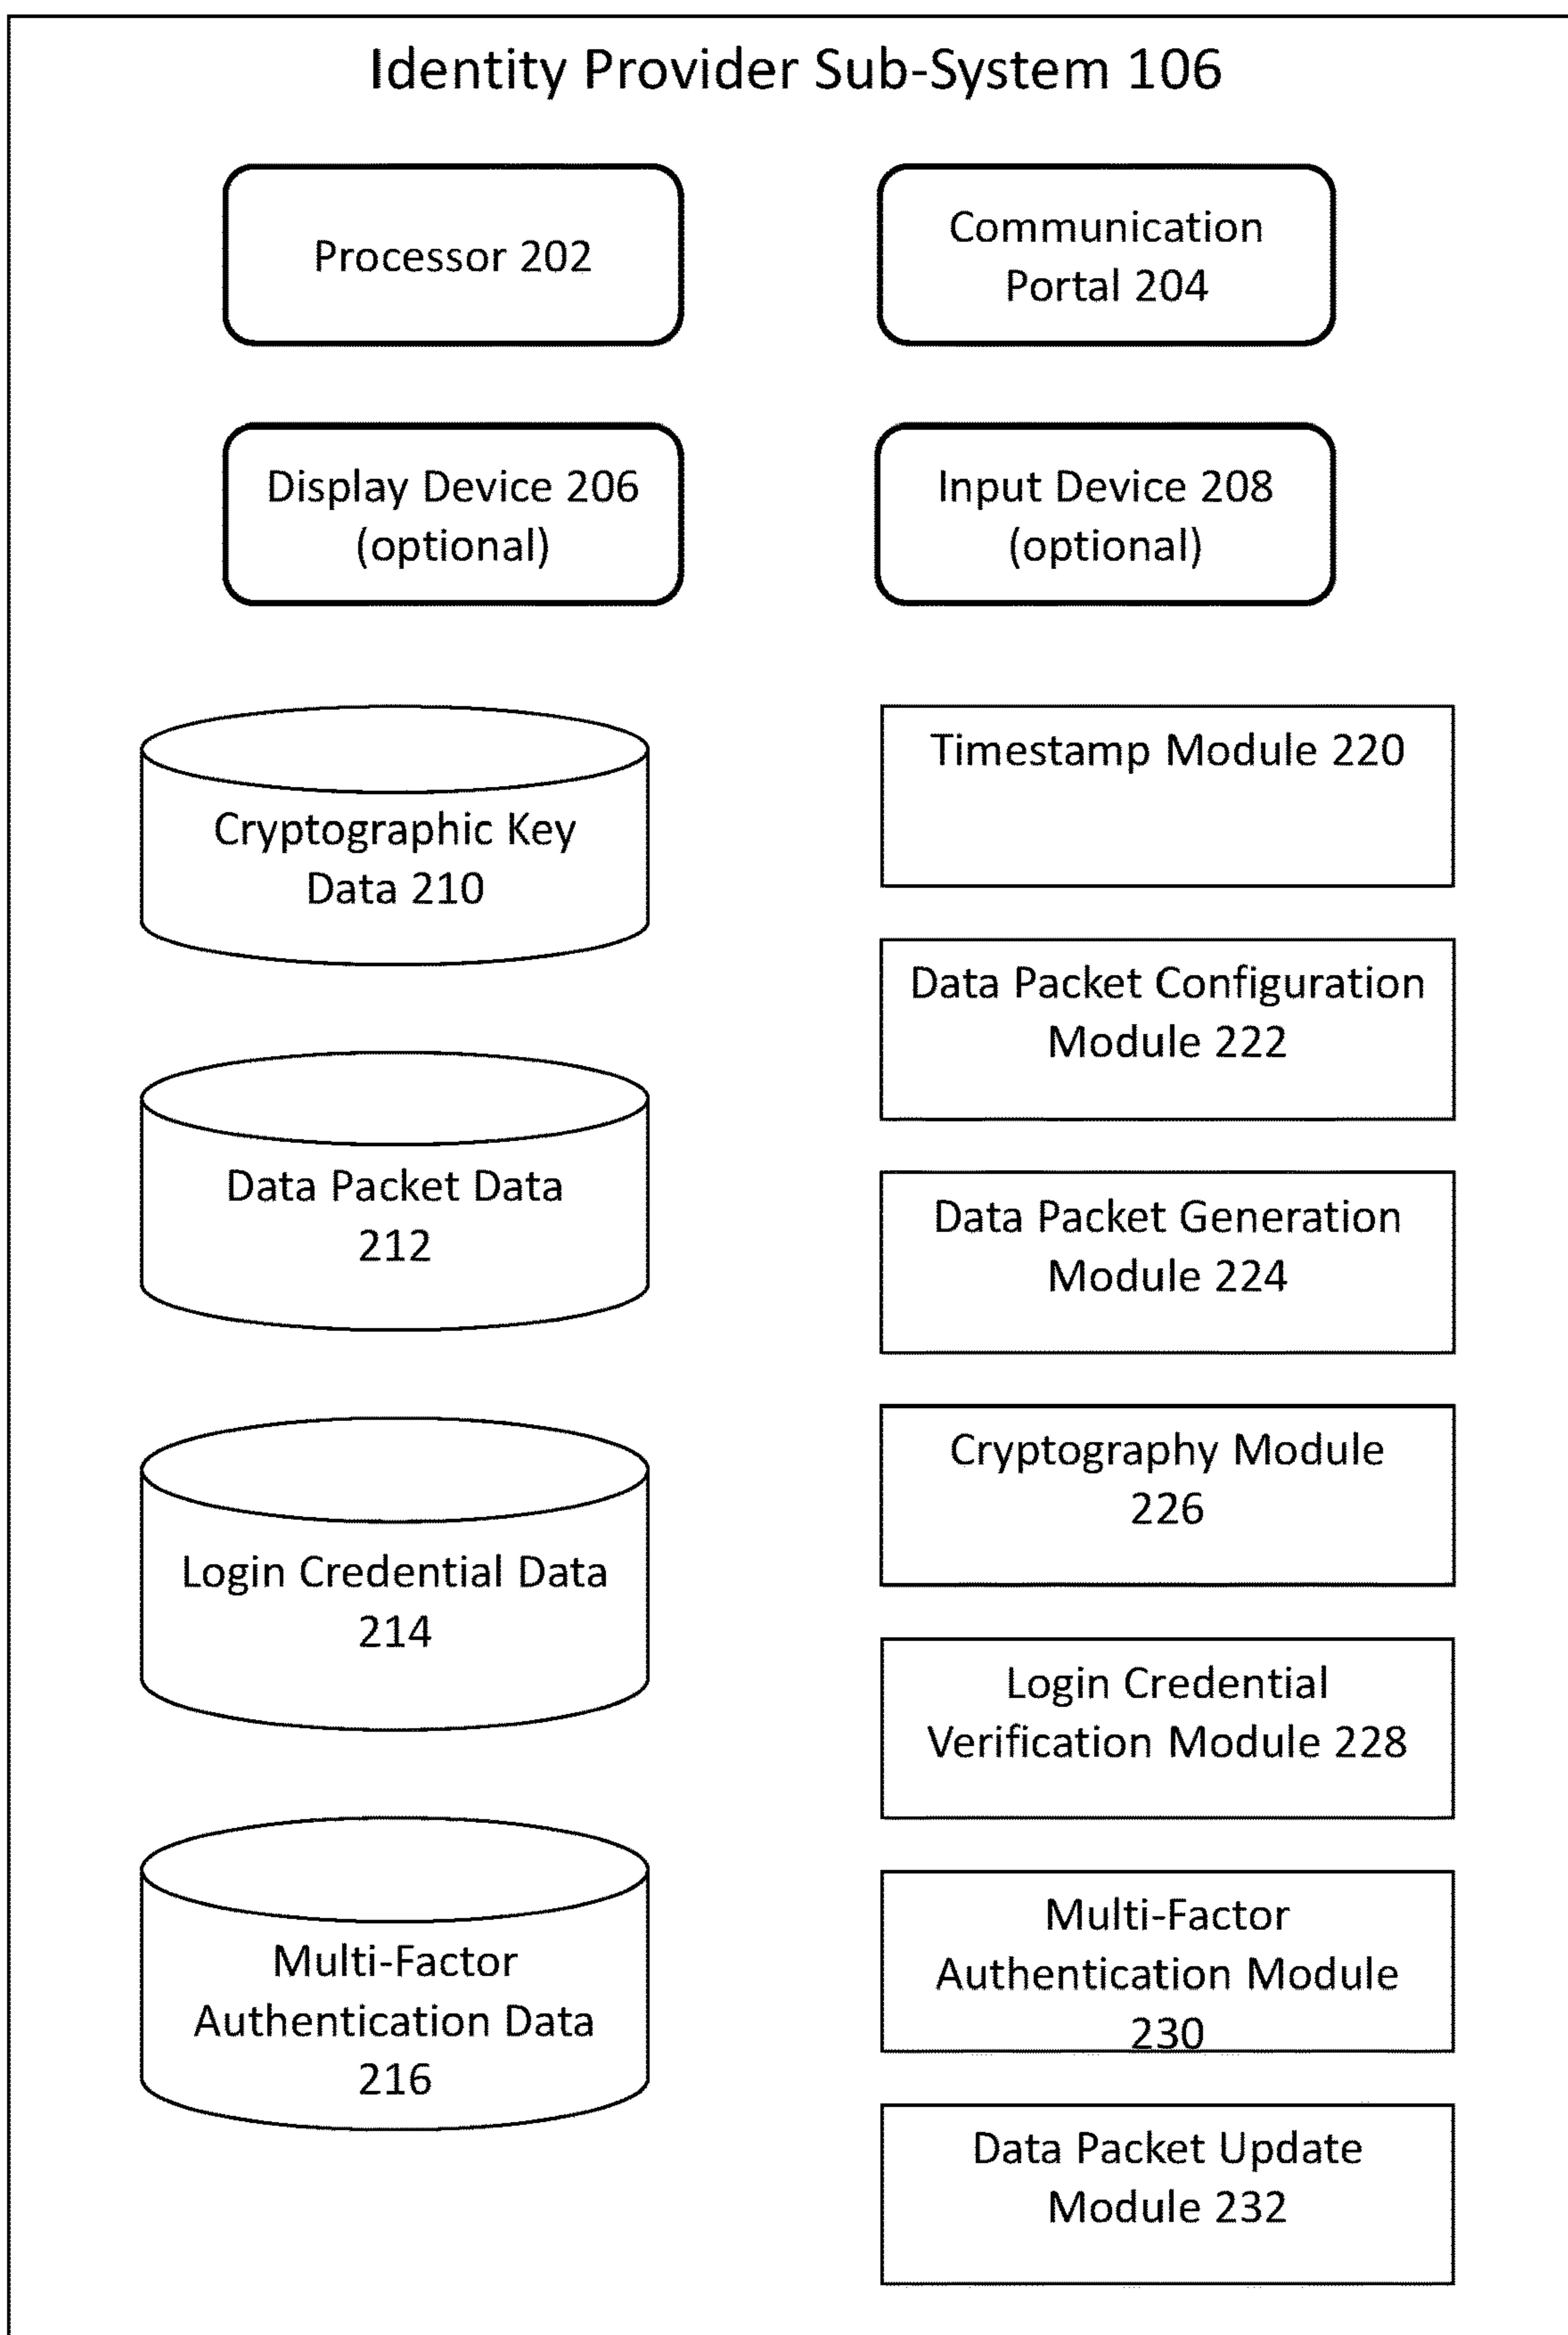 Identity Provider Sub-System 106
Processor 202
Communication
Portal 204
Display Device 206
(optional)
Input Device 208
(optional)
Cryptographic Key
Data 210
Data Packet Data
212
Login Credential Data
214
Multi-Factor
Authentication Data
216
Timestamp Module 220
Data Packet Configuration
Module 222
Data Packet Generation
Module 224
Cryptography Module
226
Login Credential
Verification Module 228
Multi-Factor
Authentication Module
230
Data Packet Update
Module 232